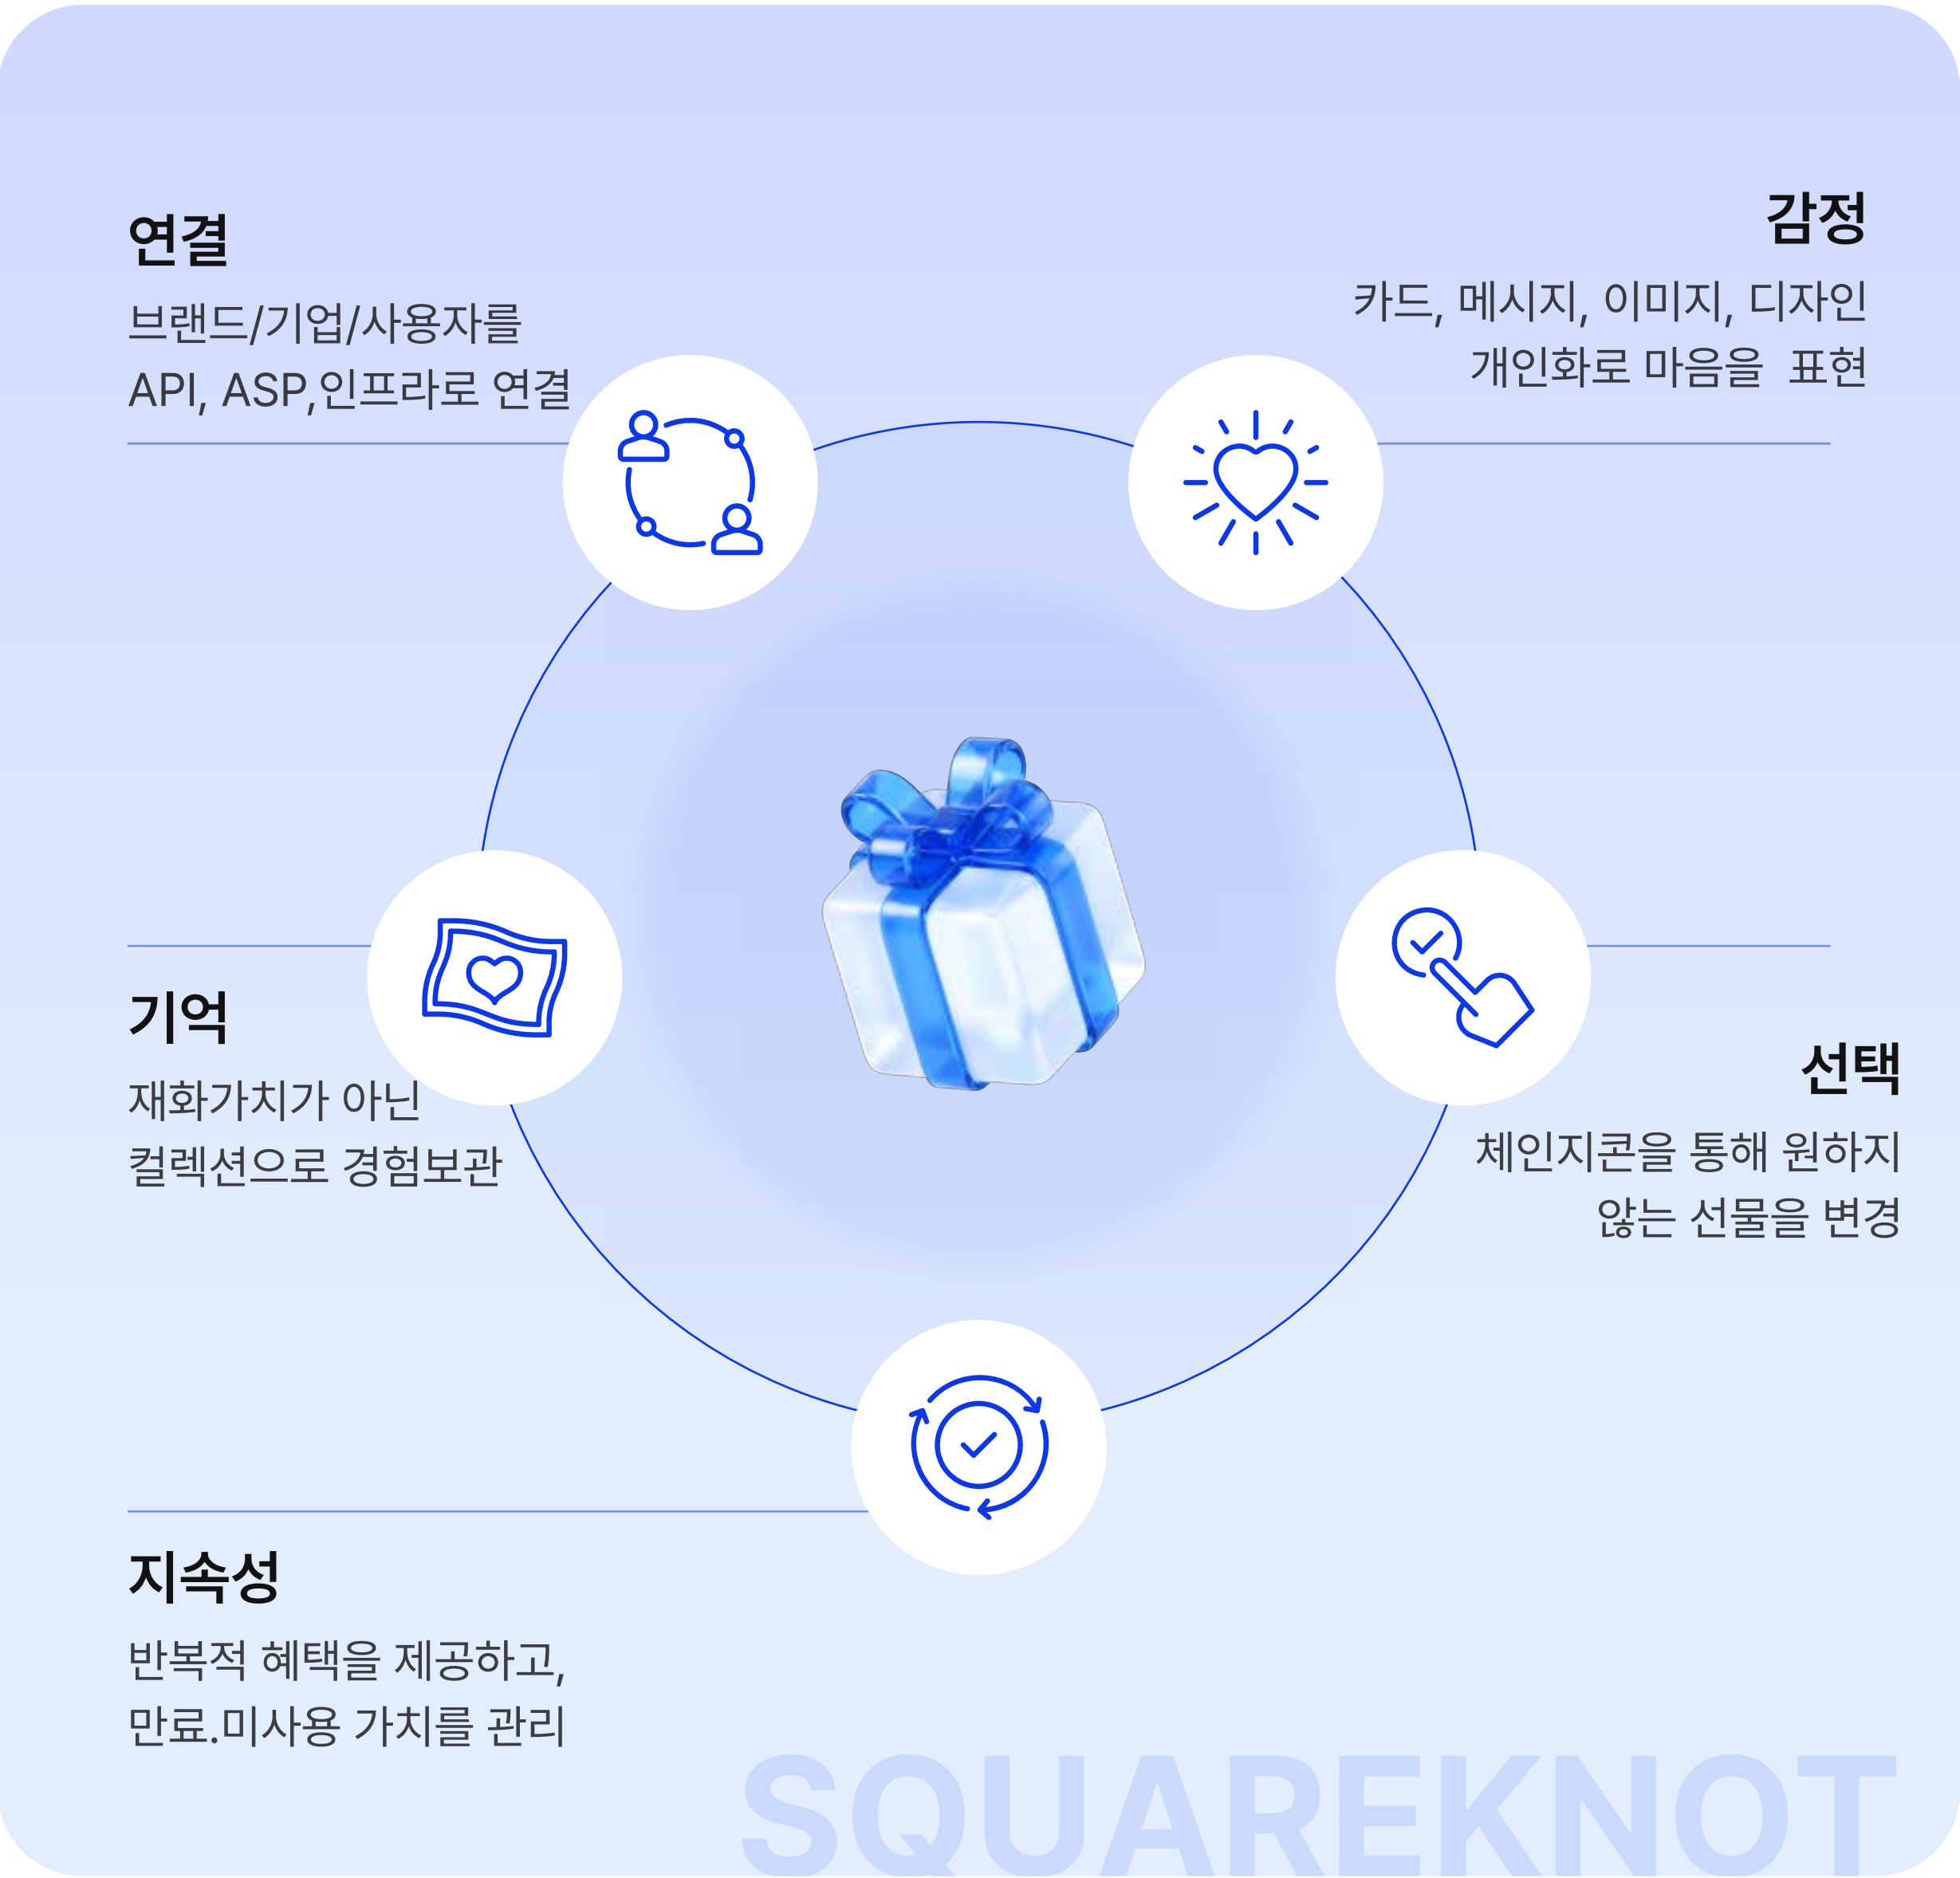 연결
브랜드/기업/사용자를
API, ASP,인프라로 연결
감정
카드, 메시지, 이미지, 디자인
개인화로 마음을 표현
기억
재화가치가 아닌
컬렉션으로 경험보관
선택
체인지콘을 통해 원하지
않는 선물을 변경
지속성
반복적 혜택을 제공하고,
만료.미사용 가치를 관리
SQUAREKNOT